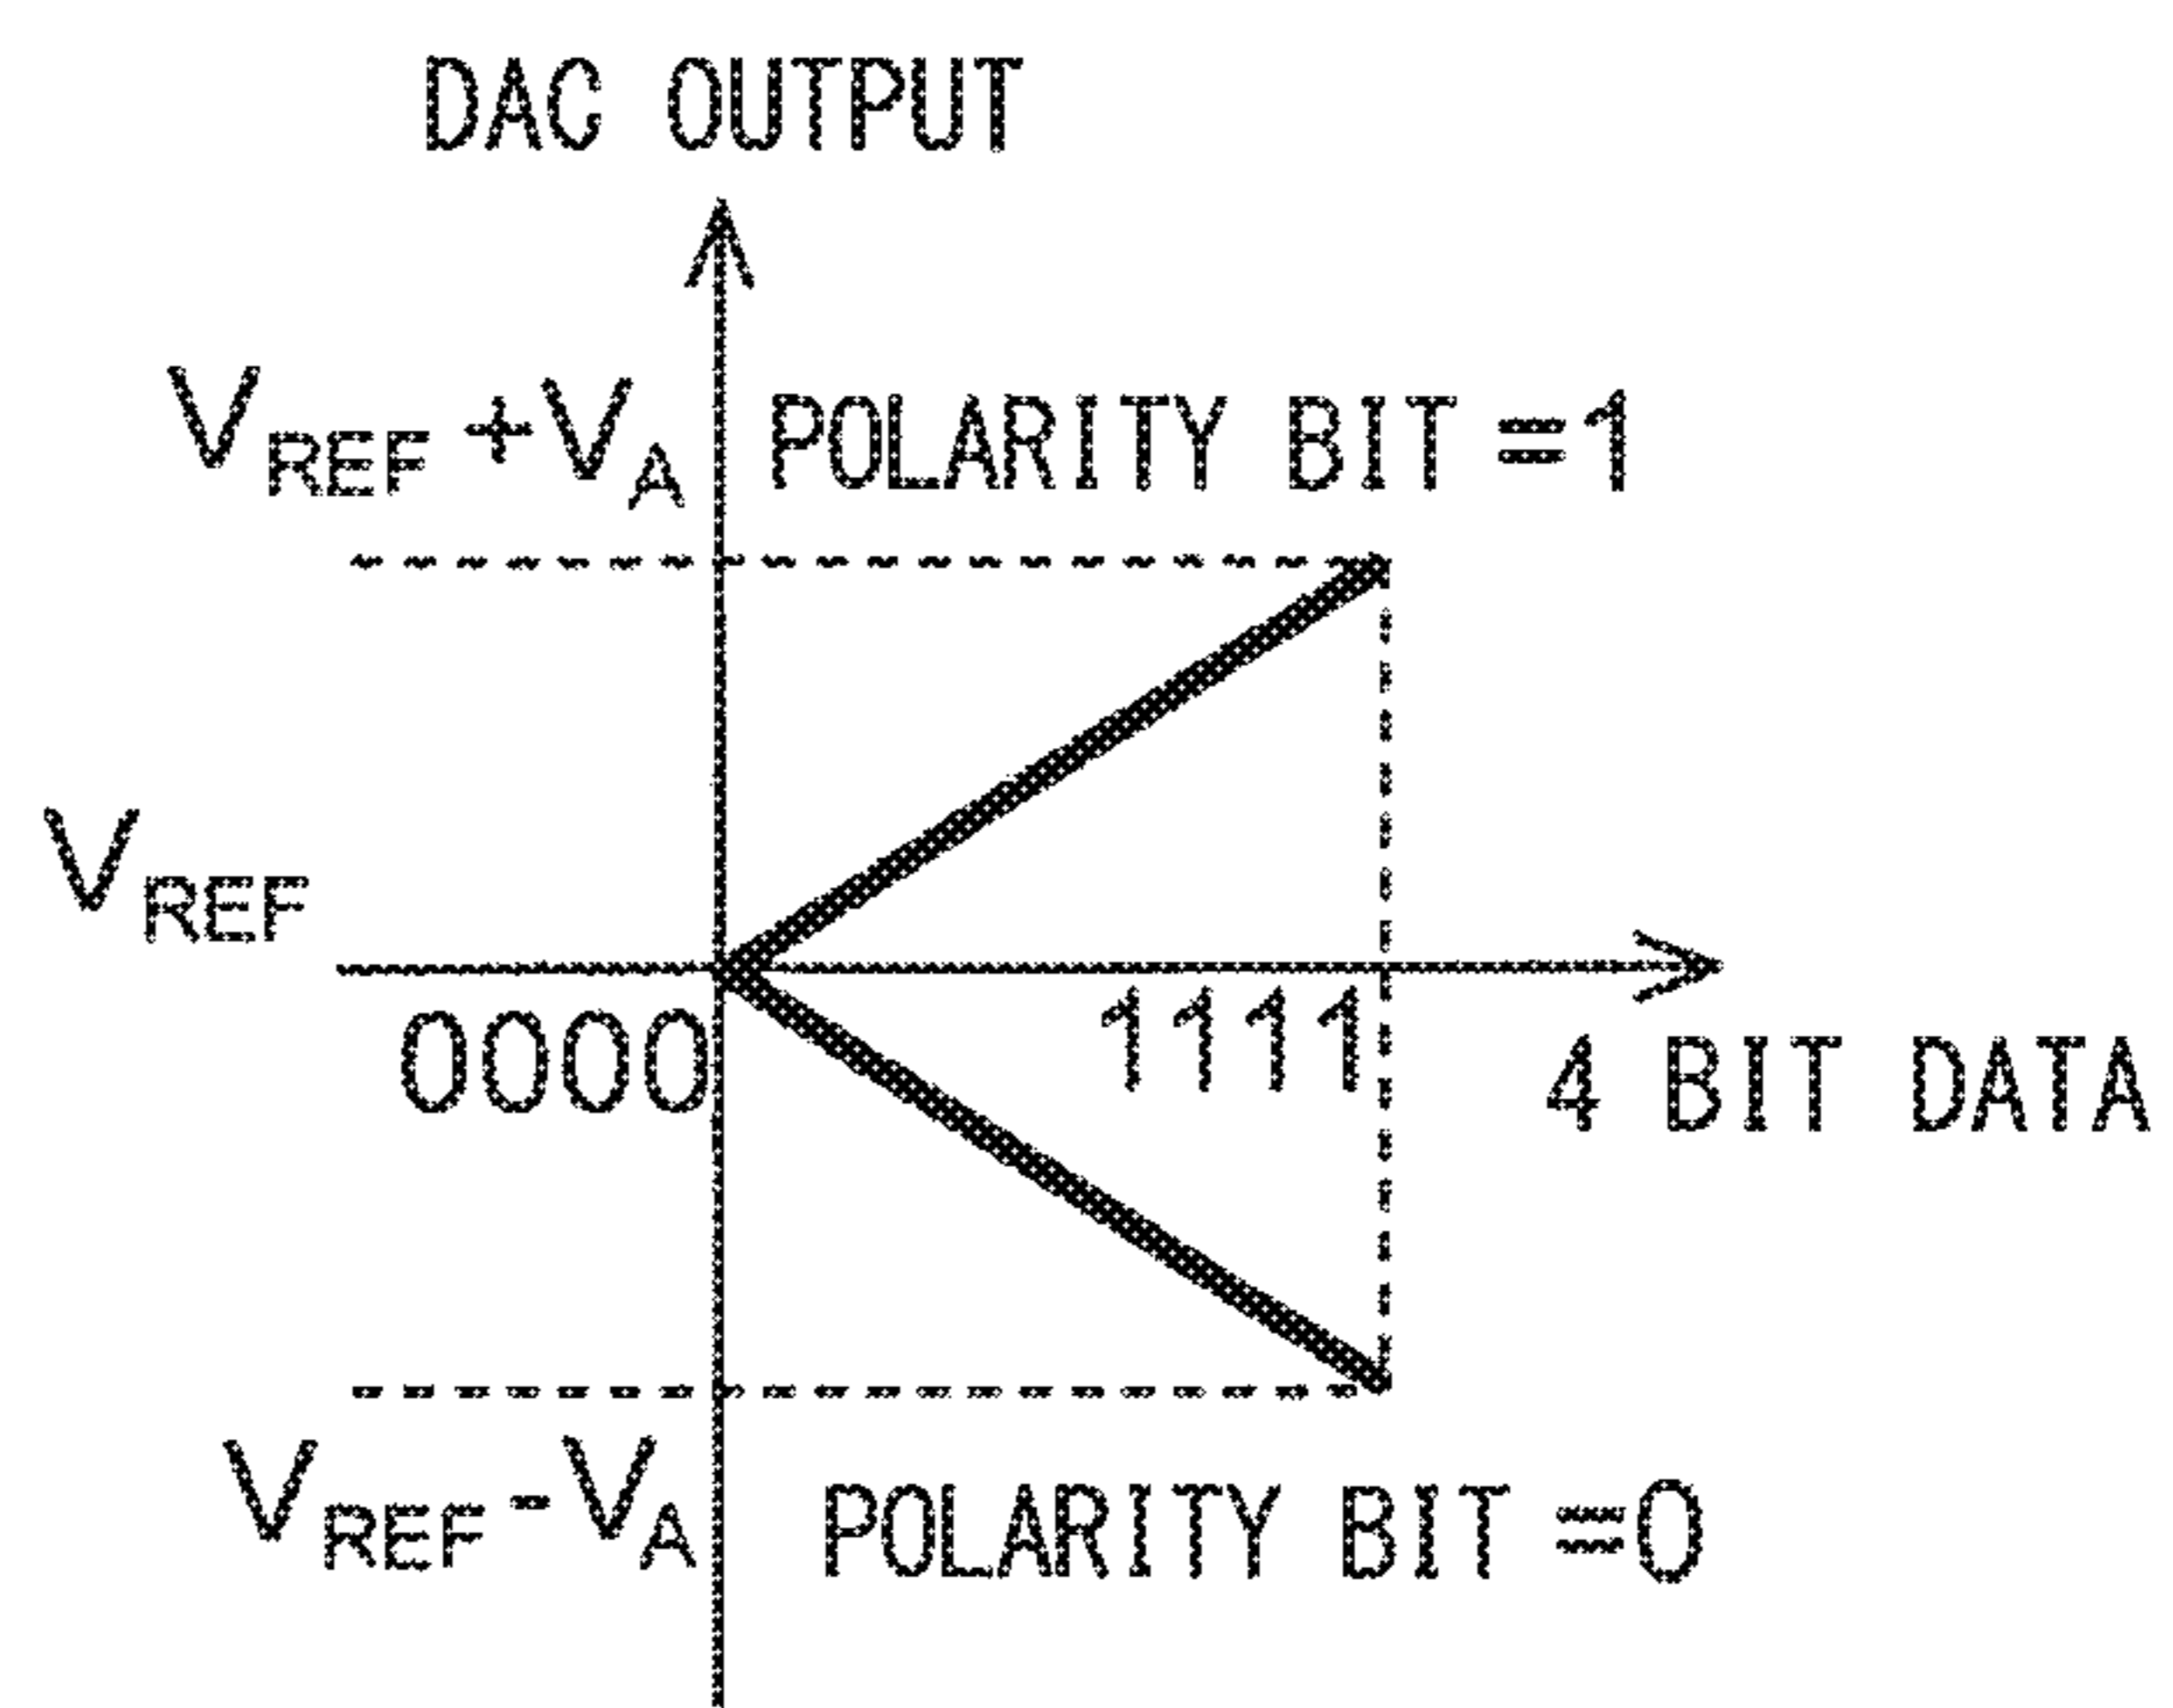 DAC OUTPUT
VREF+VA POLARITY BIT=1
VREF
0000 1111
4 BIT DATA
VREF-VA POLARITY BIT=0